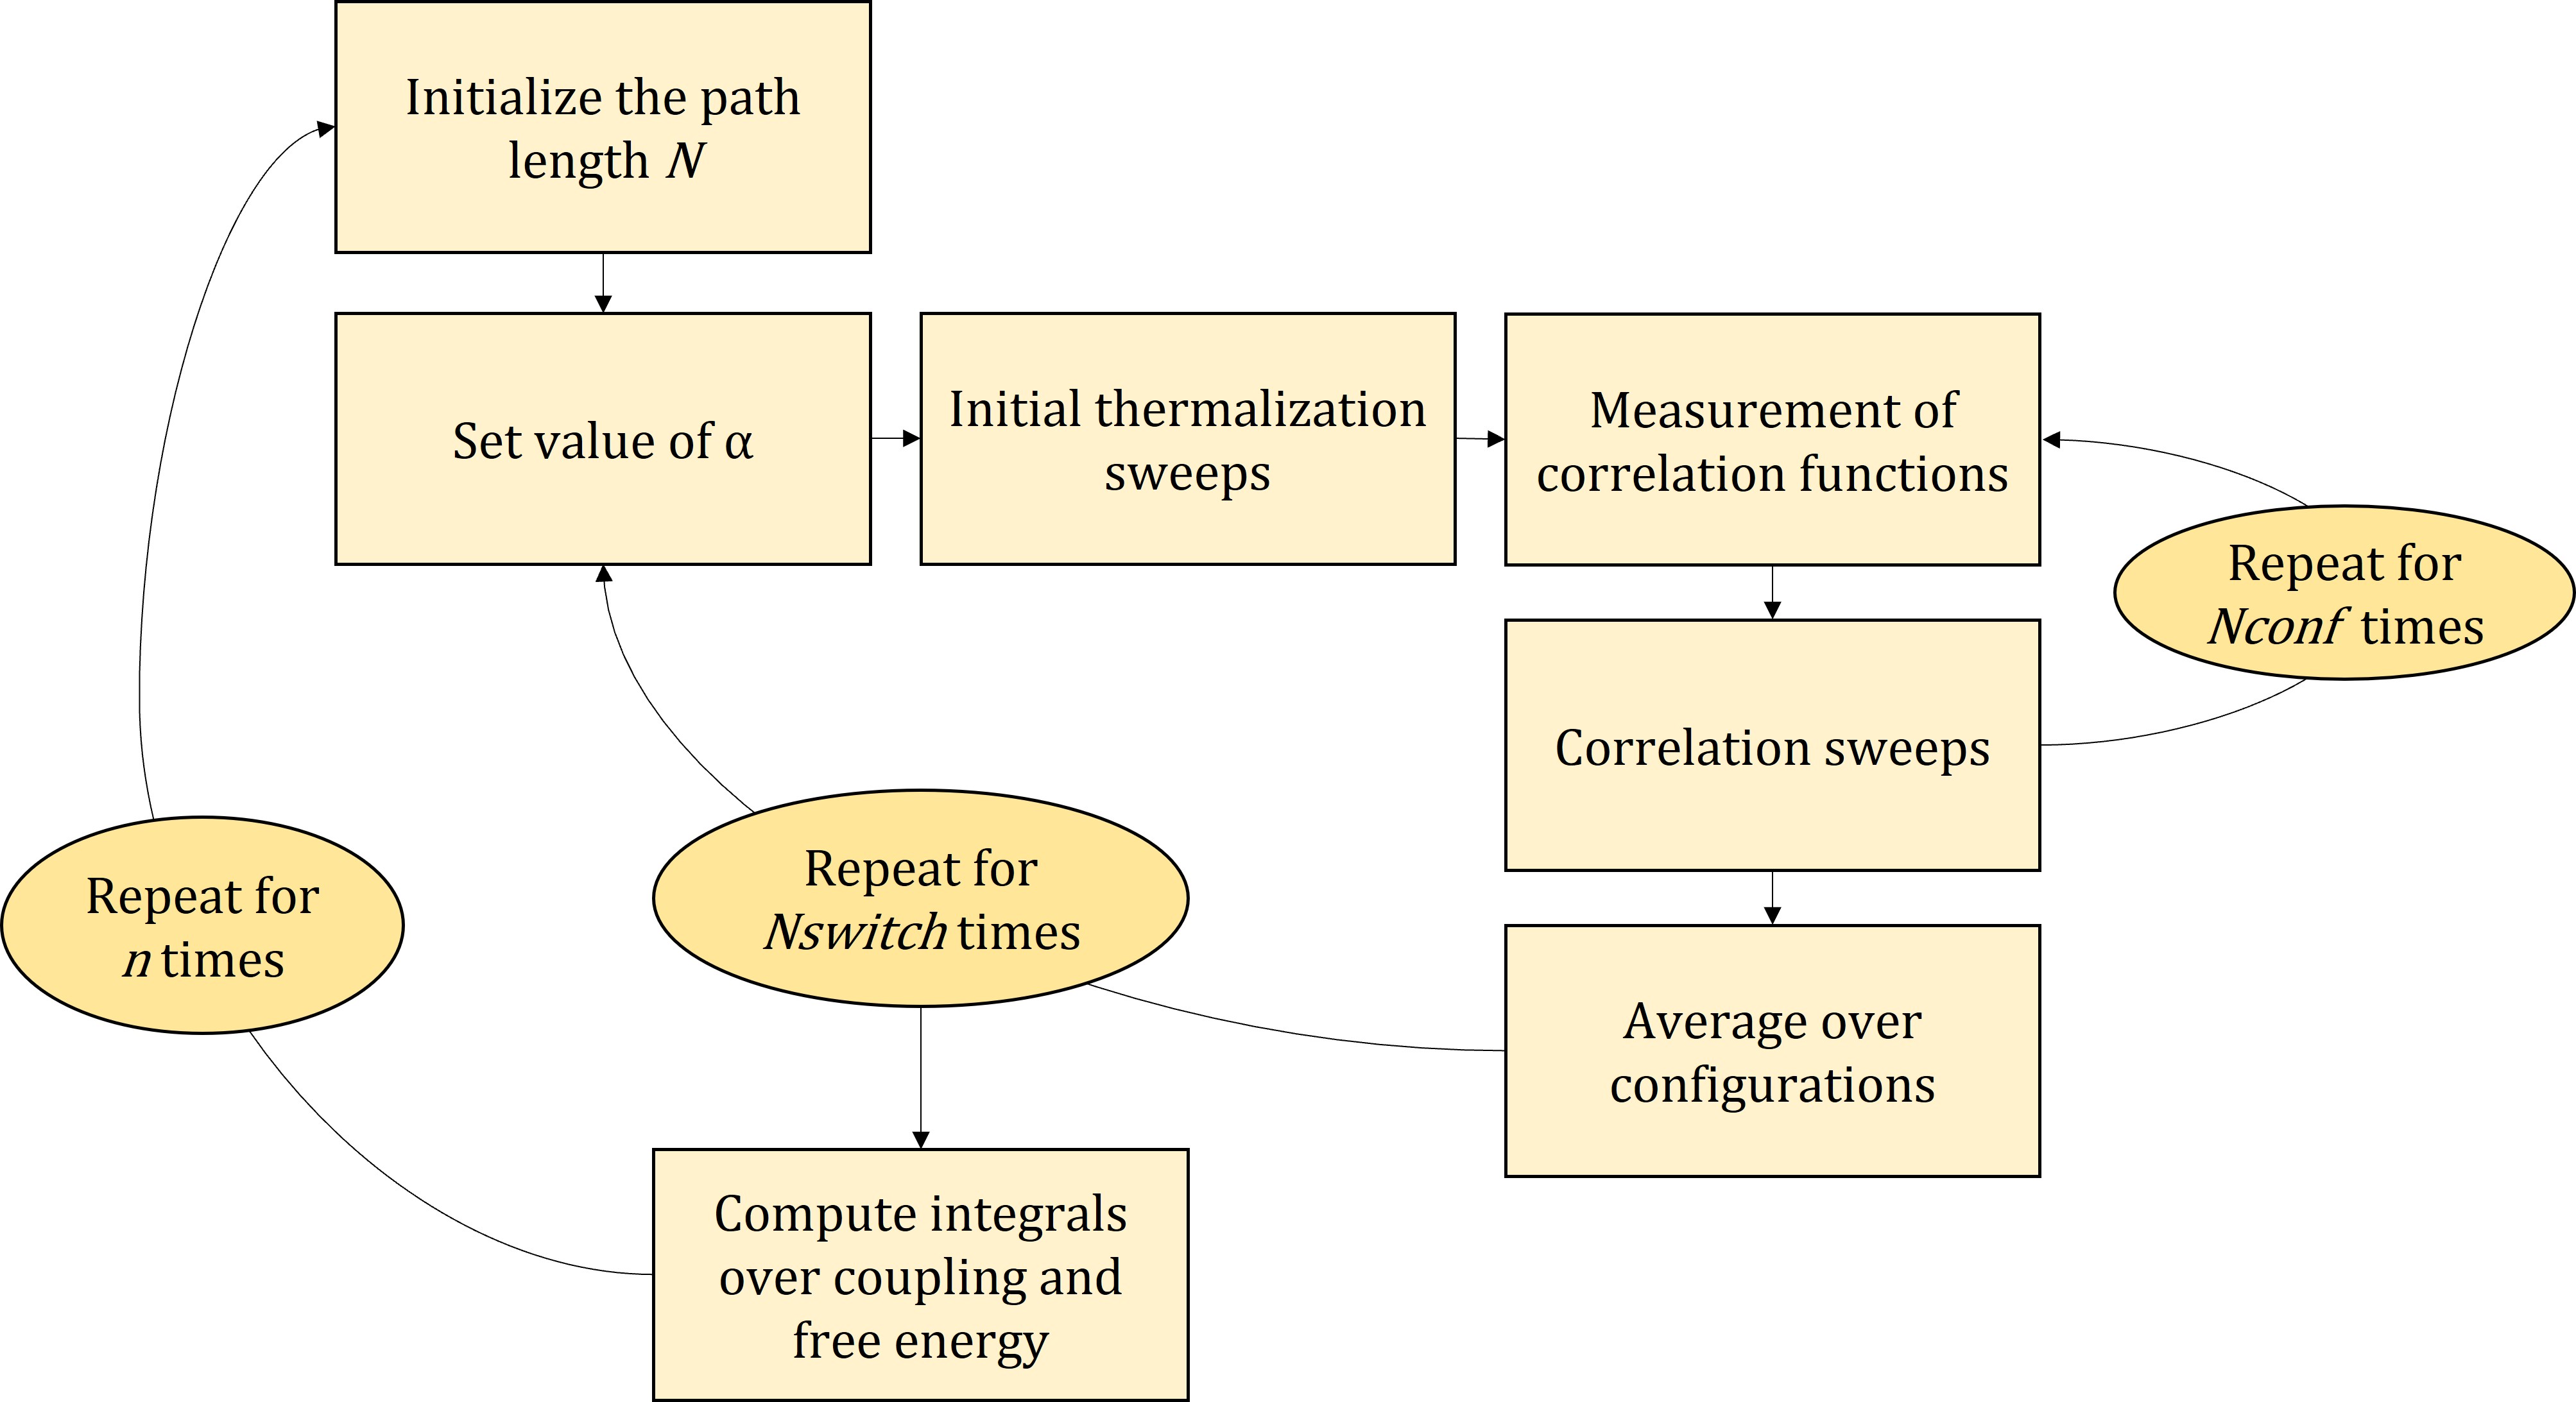 Initialize the path
length N
Set value of α
Initial thermalization
sweeps
Measurement of
correlation functions
Repeat for
Nconf times
Correlation sweeps
Repeat for
n times
Repeat for
Nswitch times
Average over
configurations
Compute integrals
over coupling and
free energy